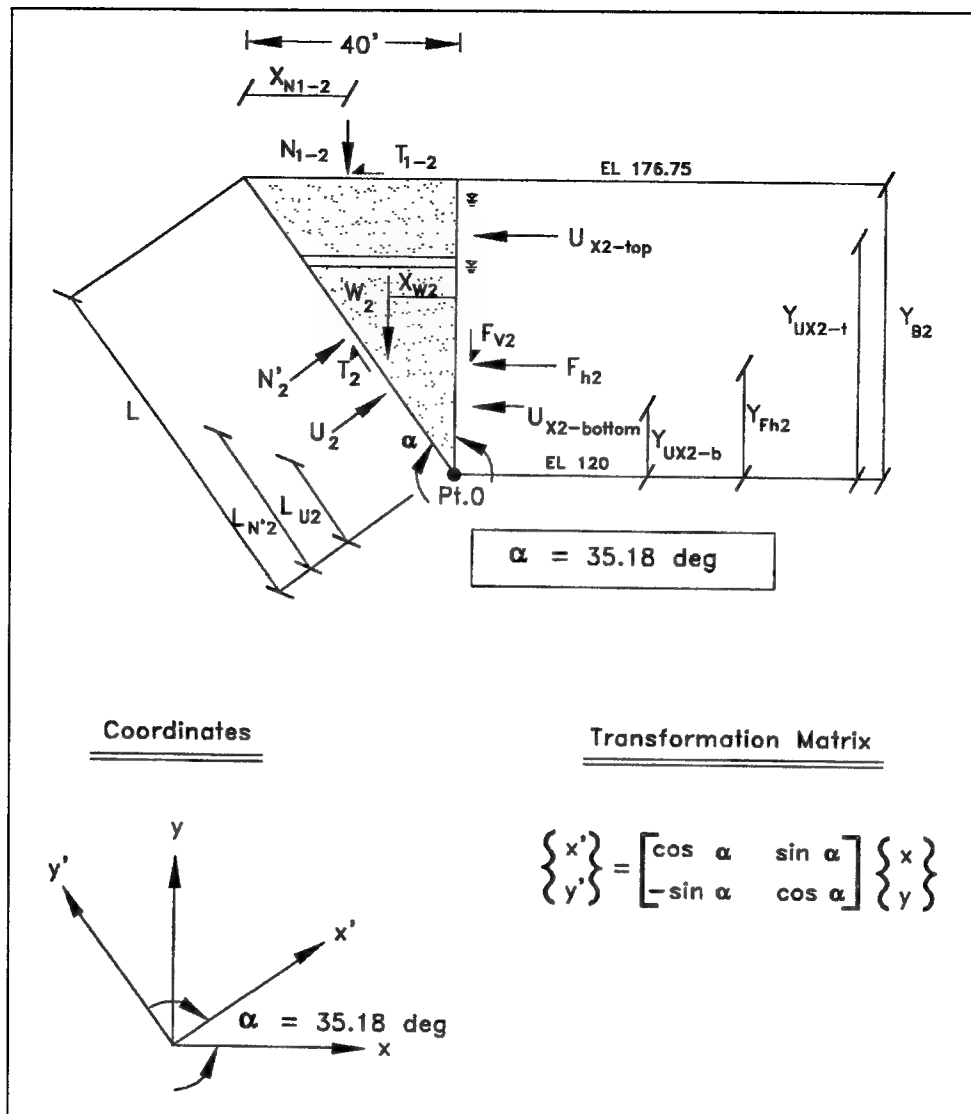 40'
X_N1-2
N_1-2
T_1-2
EL 176.75
U_X2-top
W_2
X_W2
Y_UX2-t
Y_B2
F_V2
N'_2
T_2
F_h2
L
U_2
U_X2-bottom
Y_UX2-b
Y_Fh2
α
EL 120
L_N'2
L_U2
Pt.0
α = 35.18 deg
Coordinates
Transformation Matrix
y
y'
x'
α = 35.18 deg
x
{x' y'} = [cos α sin α -sin α cos α] {x y}